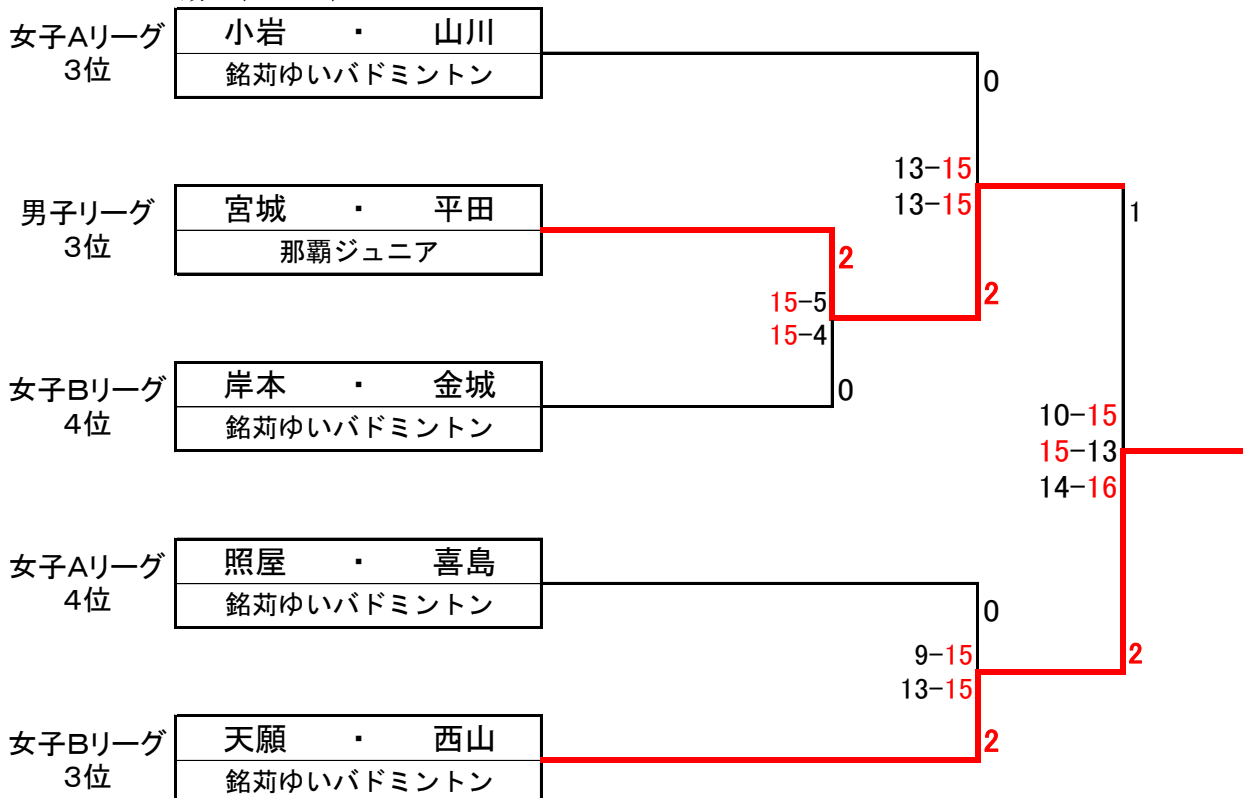 女子Aリーグ
3位
小岩 ・ 山川
銘苅ゆいバドミントン
0
13-15
13-15
男子リーグ
3位
宮城 ・ 平田
那覇ジュニア
1
2
2
15-5
15-4
女子Bリーグ
4位
岸本 ・ 金城
銘苅ゆいバドミントン
0
10-15
15-13
14-16
女子Aリーグ
4位
照屋 ・ 喜島
銘苅ゆいバドミントン
0
9-15
13-15
2
女子Bリーグ
3位
天願 ・ 西山
銘苅ゆいバドミントン
2